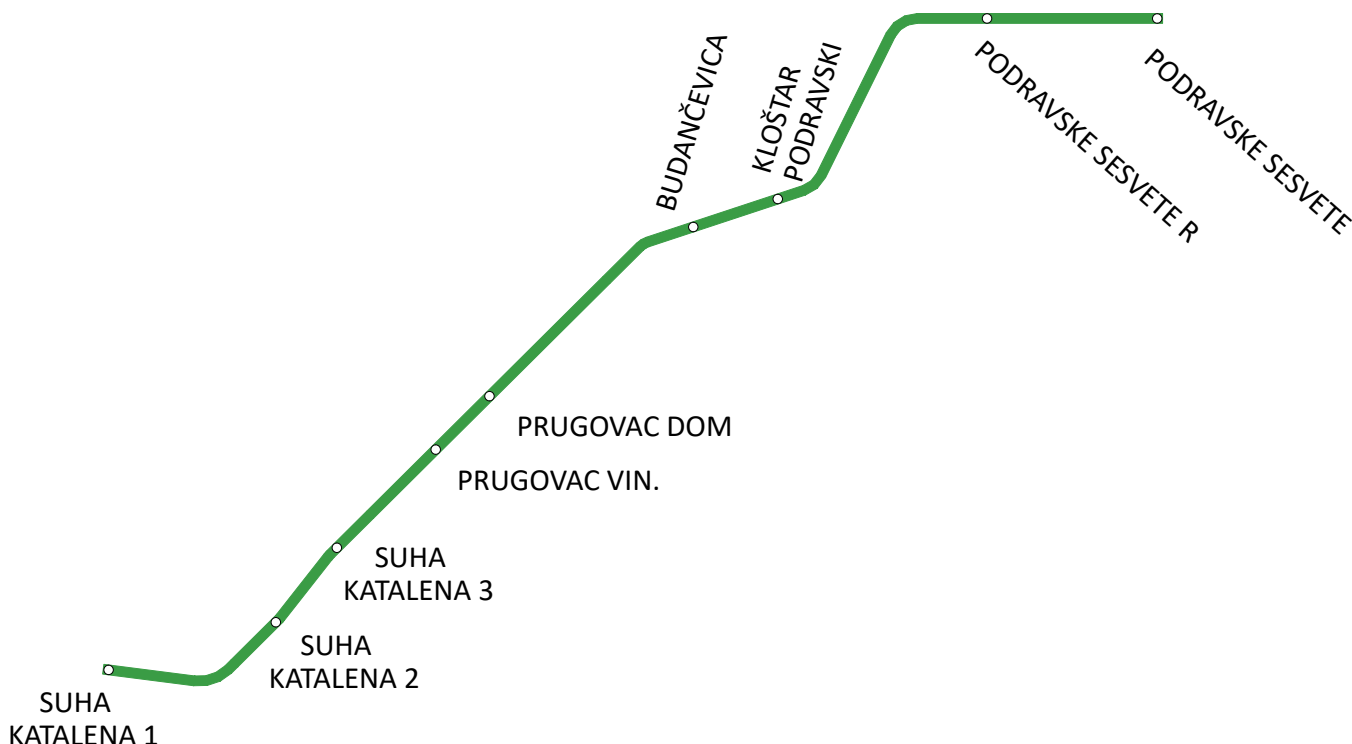 BUDANČEVICA
KLOŠTAR
PODRAVSKI
PODRAVSKE SESVETE R
PODRAVSKE SESVETE
PRUGOVAC DOM
PRUGOVAC VIN.
SUHA
KATALENA 3
SUHA
KATALENA 2
SUHA
KATALENA 1